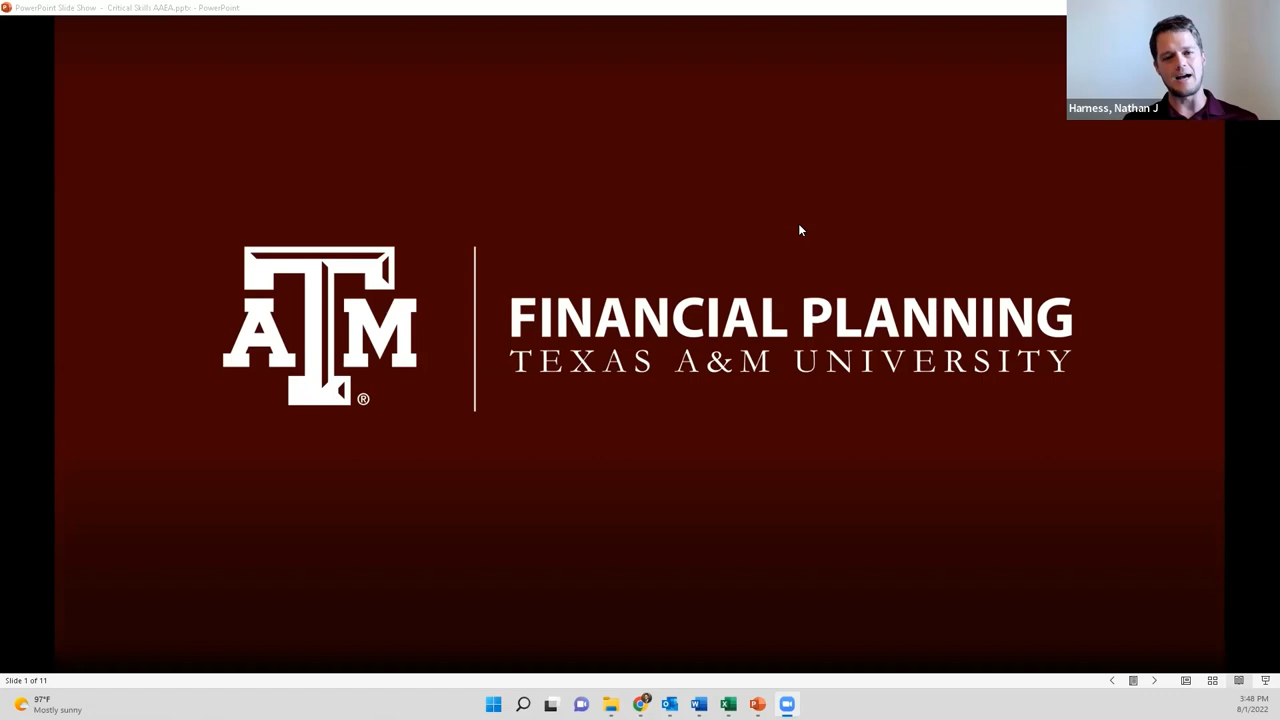 PowerPoint Slide Show - Critical Skills AAEA.pptx - PowerPoint
Harness, Nathan J
ATM
®
FINANCIAL PLANNING
TEXAS A&M UNIVERSITY
Slide 1 of 11
97°F
Mostly sunny
3:48 PM
8/1/2022